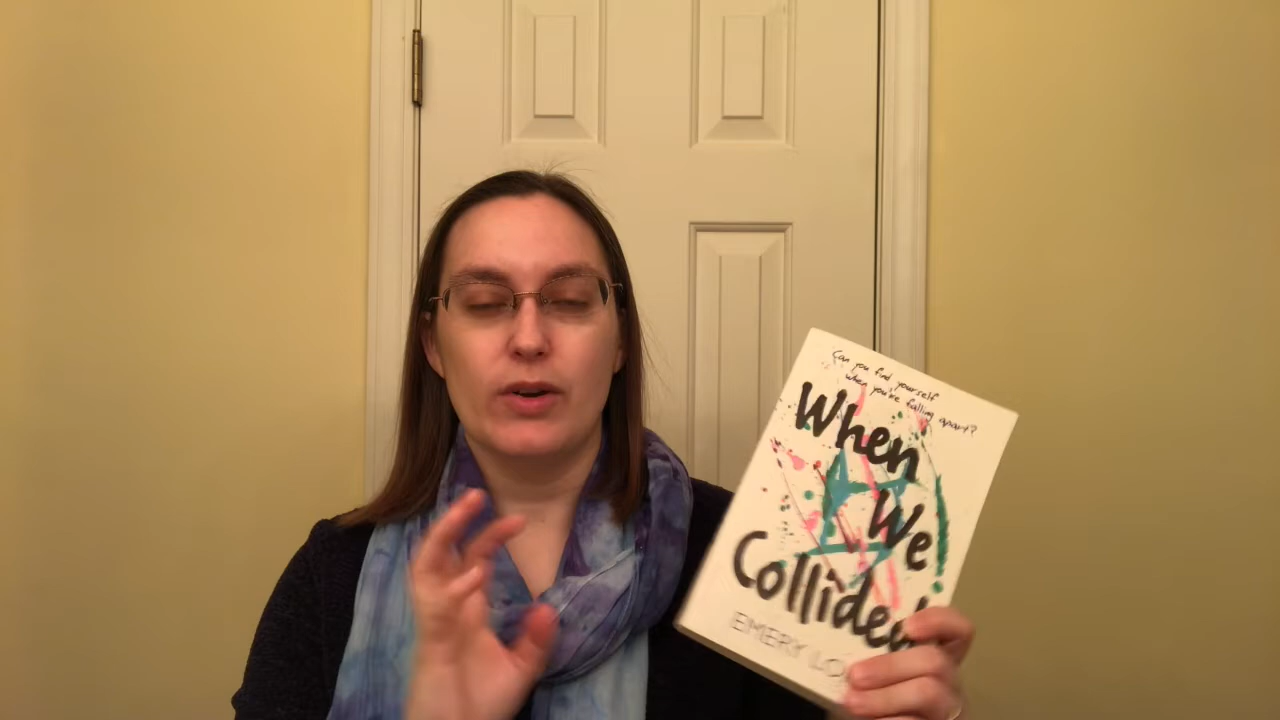 Can you find yourself
when you're falling apart?
When
We
Collided
EMERY